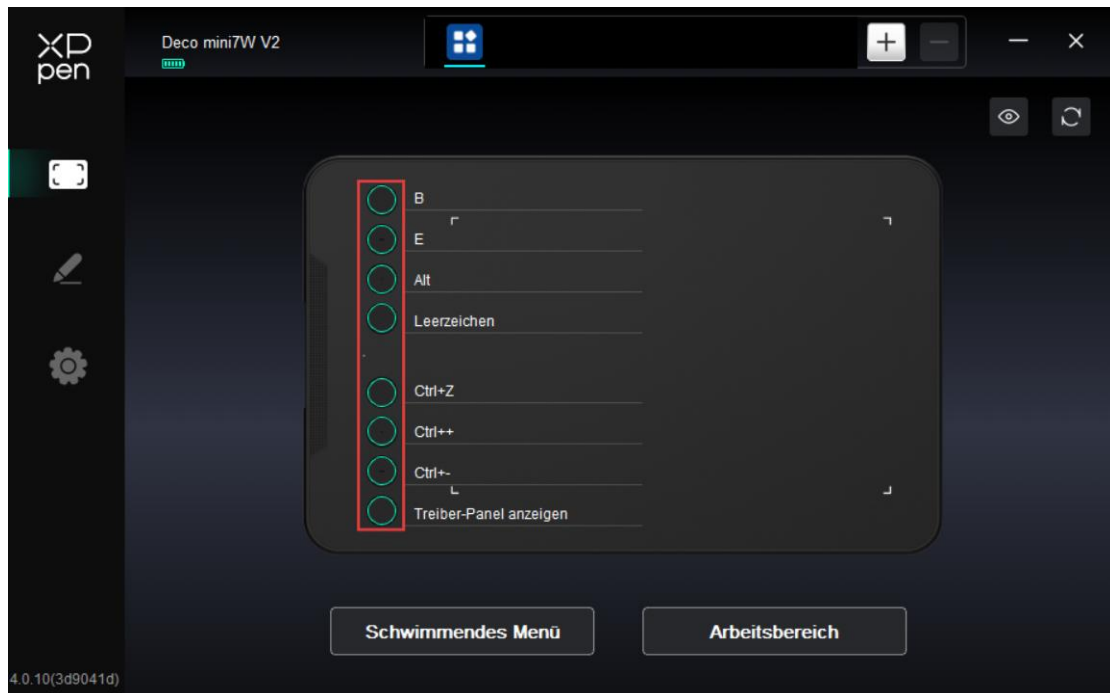 XP
pen
Deco mini7W V2
B
E
Alt
Leerzeichen
Ctrl+Z
Ctrl++
Ctrl+-
Treiber-Panel anzeigen
Schwimmendes Menü
Arbeitsbereich
4.0.10(3d9041d)